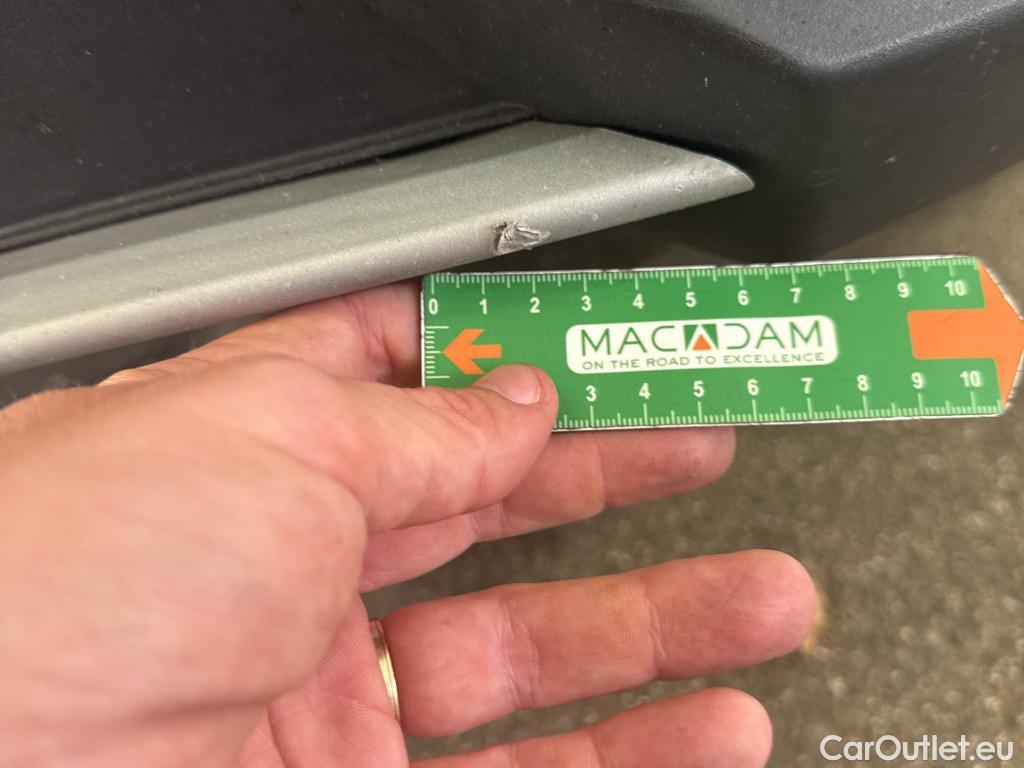 0 1 2 3 4 5 6 7 8 9 10
MACADAM
ON THE ROAD TO EXCELLENCE
3 4 5 6 7 8 9 10
CarOutlet.eu